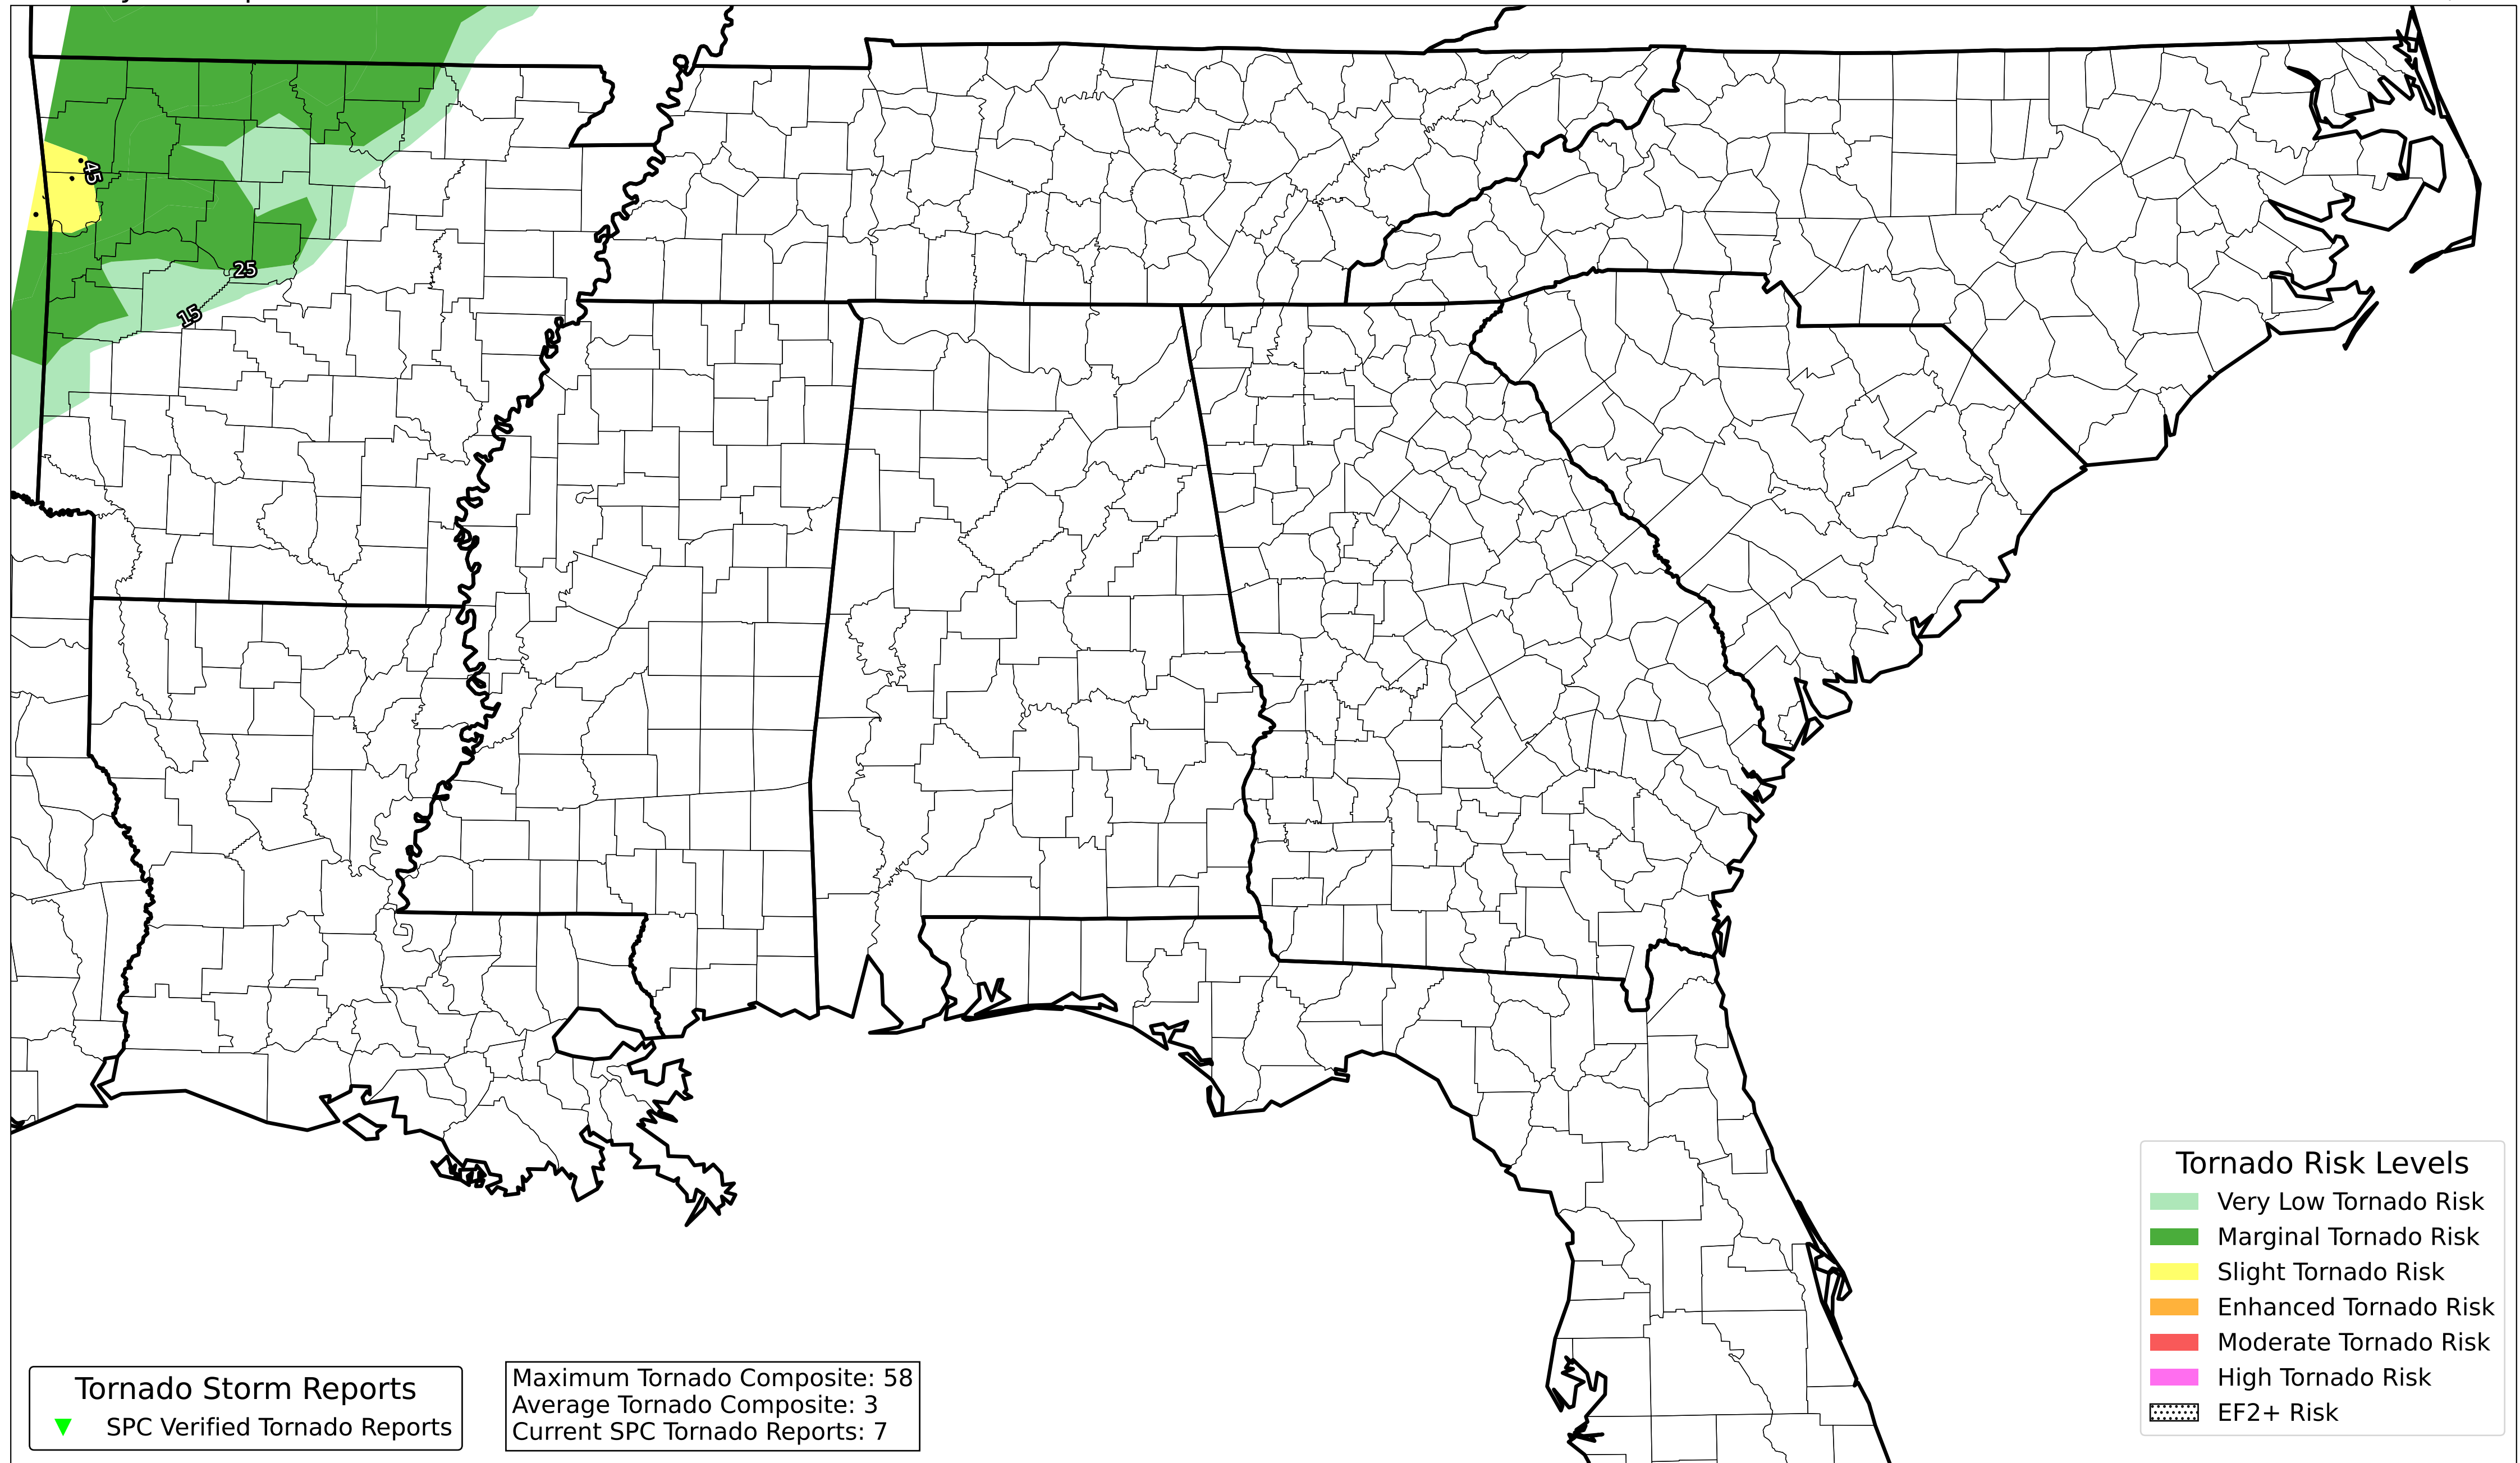 45
25
15
Tornado Storm Reports
SPC Verified Tornado Reports
Maximum Tornado Composite: 58
Average Tornado Composite: 3
Current SPC Tornado Reports: 7
Tornado Risk Levels
Very Low Tornado Risk
Marginal Tornado Risk
Slight Tornado Risk
Enhanced Tornado Risk
Moderate Tornado Risk
High Tornado Risk
EF2+ Risk